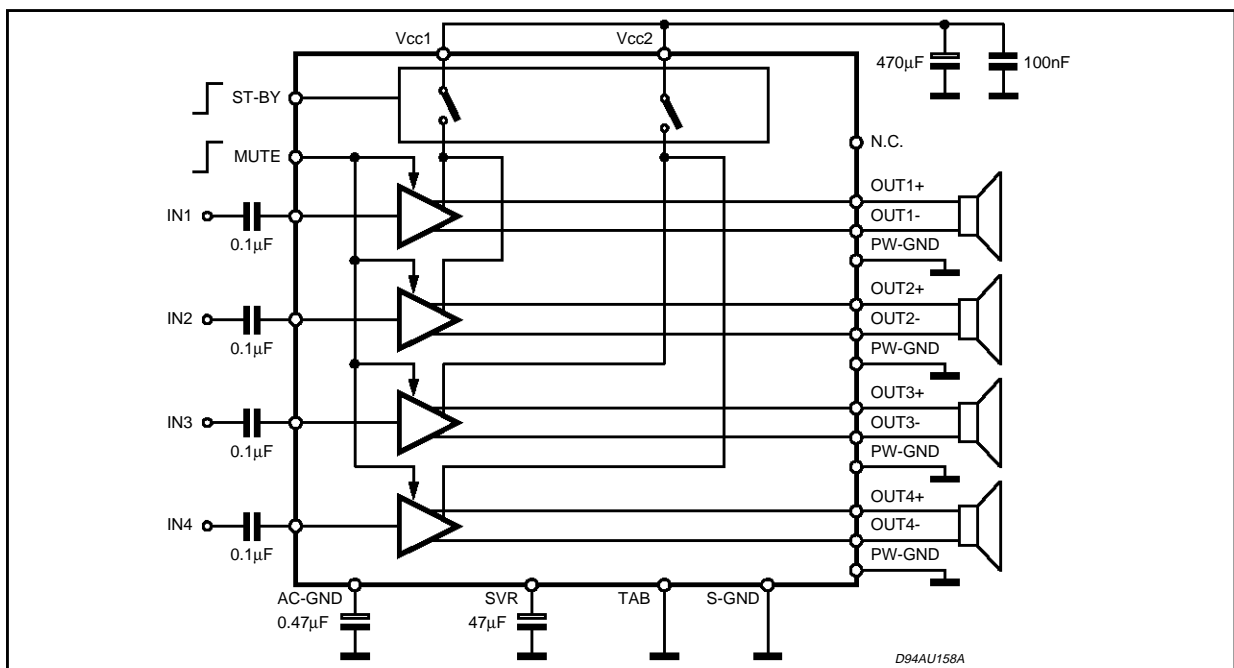 Vcc1
Vcc2
470µF
100nF
ST-BY
N.C.
MUTE
OUT1+
IN1
OUT1-
0.1µF
PW-GND
OUT2+
IN2
OUT2-
0.1µF
PW-GND
OUT3+
IN3
OUT3-
0.1µF
PW-GND
OUT4+
IN4
OUT4-
0.1µF
PW-GND
AC-GND
SVR
TAB
S-GND
0.47µF
47µF
D94AU158A